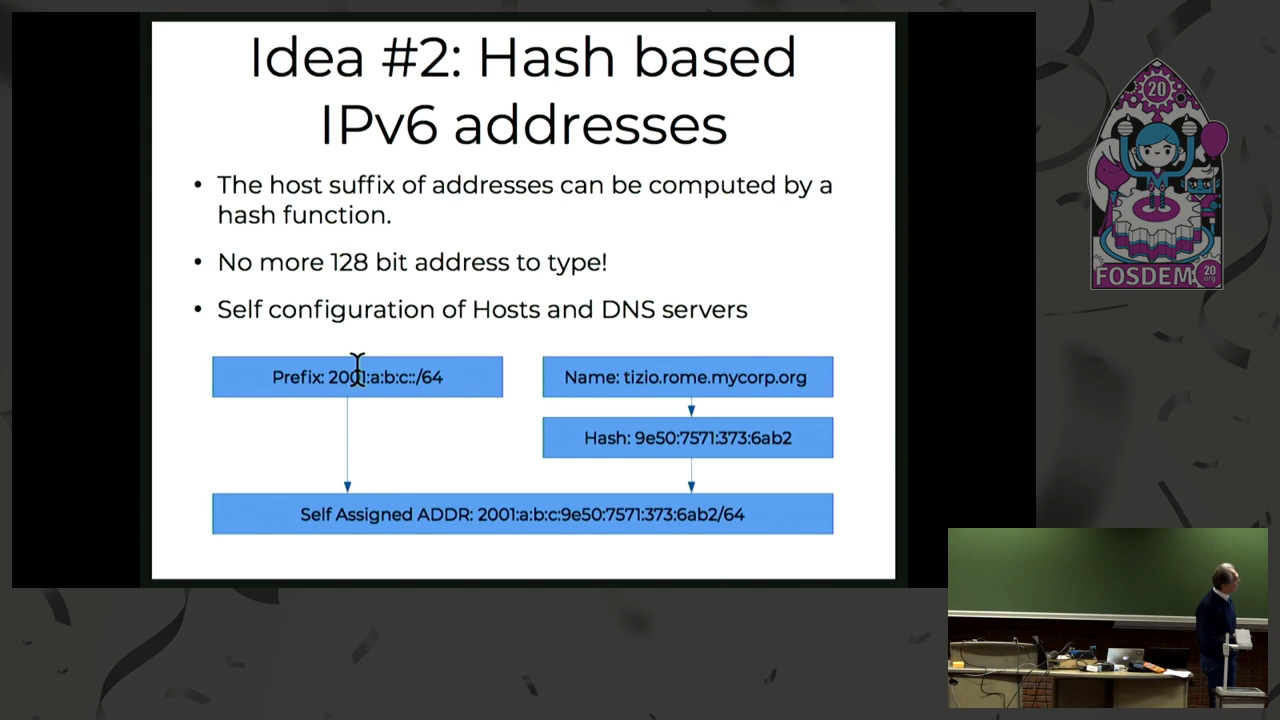 Idea #2: Hash based
IPv6 addresses
• The host suffix of addresses can be computed by a
hash function.
• No more 128 bit address to type!
• Self configuration of Hosts and DNS servers
Prefix: 2001:a:b:c::/64
Name: tizio.rome.mycorp.org
Hash: 9e50:7571:373:6ab2
Self Assigned ADDR: 2001:a:b:c:9e50:7571:373:6ab2/64
20
FOSDEM
20
.org